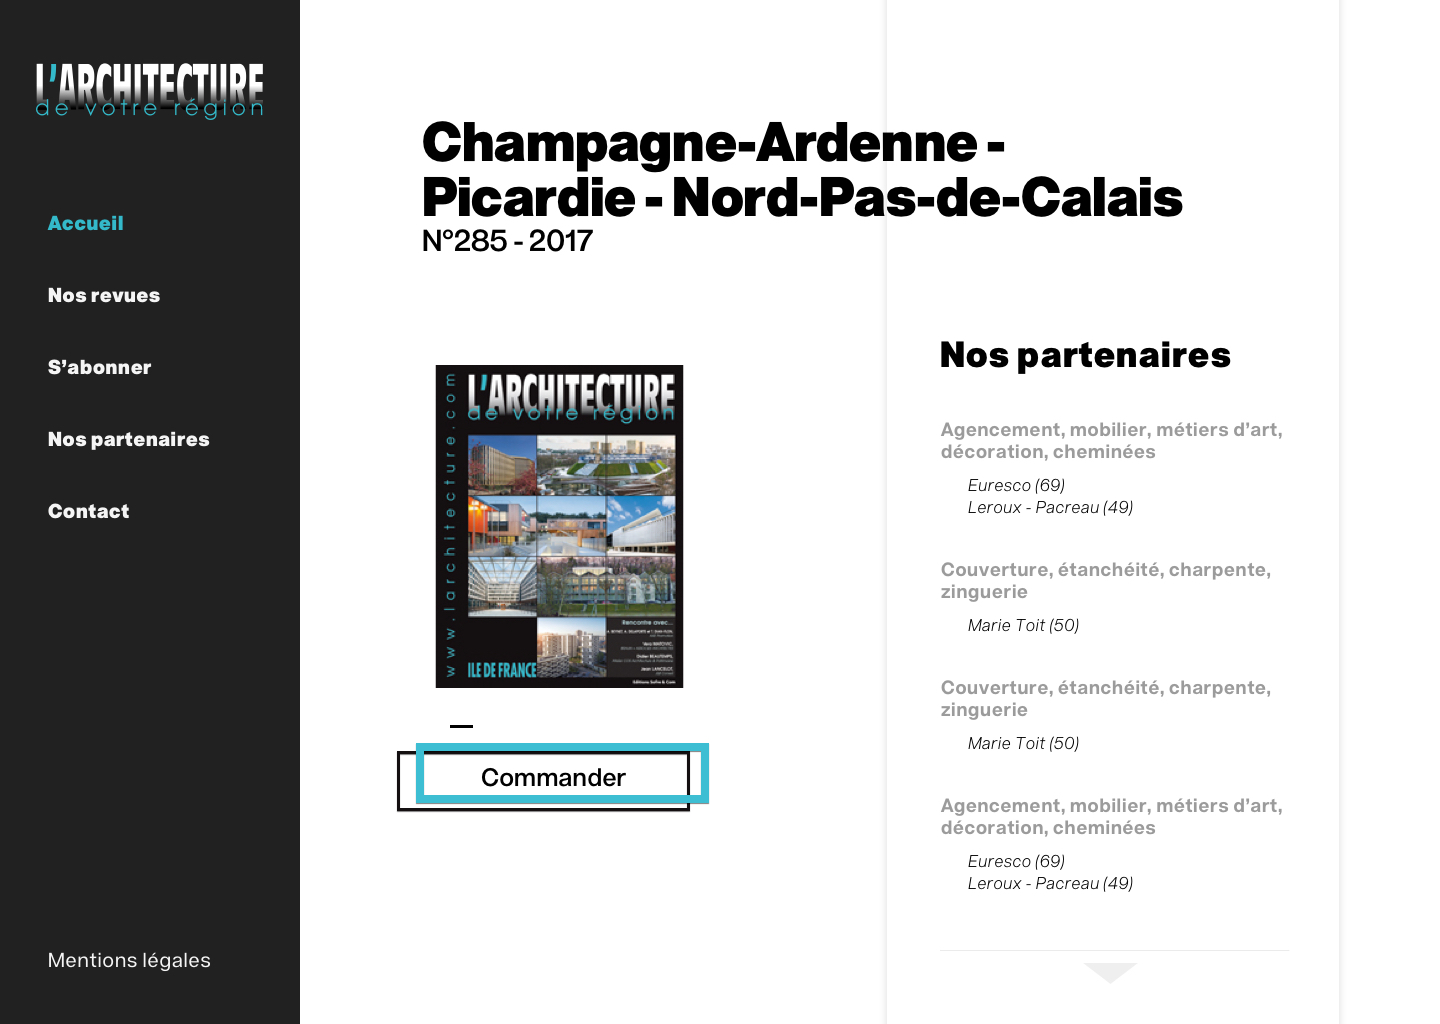 L'ARCHITECTURE
de votre région
Accueil
Nos revues
S'abonner
Nos partenaires
Contact
Mentions légales
Champagne-Ardenne -
Picardie - Nord-Pas-de-Calais
N°285 - 2017
www.larchitecture.com
L'ARCHITECTURE
de votre région
Rencontre avec...
ILE DE FRANCE
Commander
Nos partenaires
Agencement, mobilier, métiers d'art,
décoration, cheminées
Euresco (69)
Leroux - Pacreau (49)
Couverture, étanchéité, charpente,
zinguerie
Marie Toit (50)
Couverture, étanchéité, charpente,
zinguerie
Marie Toit (50)
Agencement, mobilier, métiers d'art,
décoration, cheminées
Euresco (69)
Leroux - Pacreau (49)